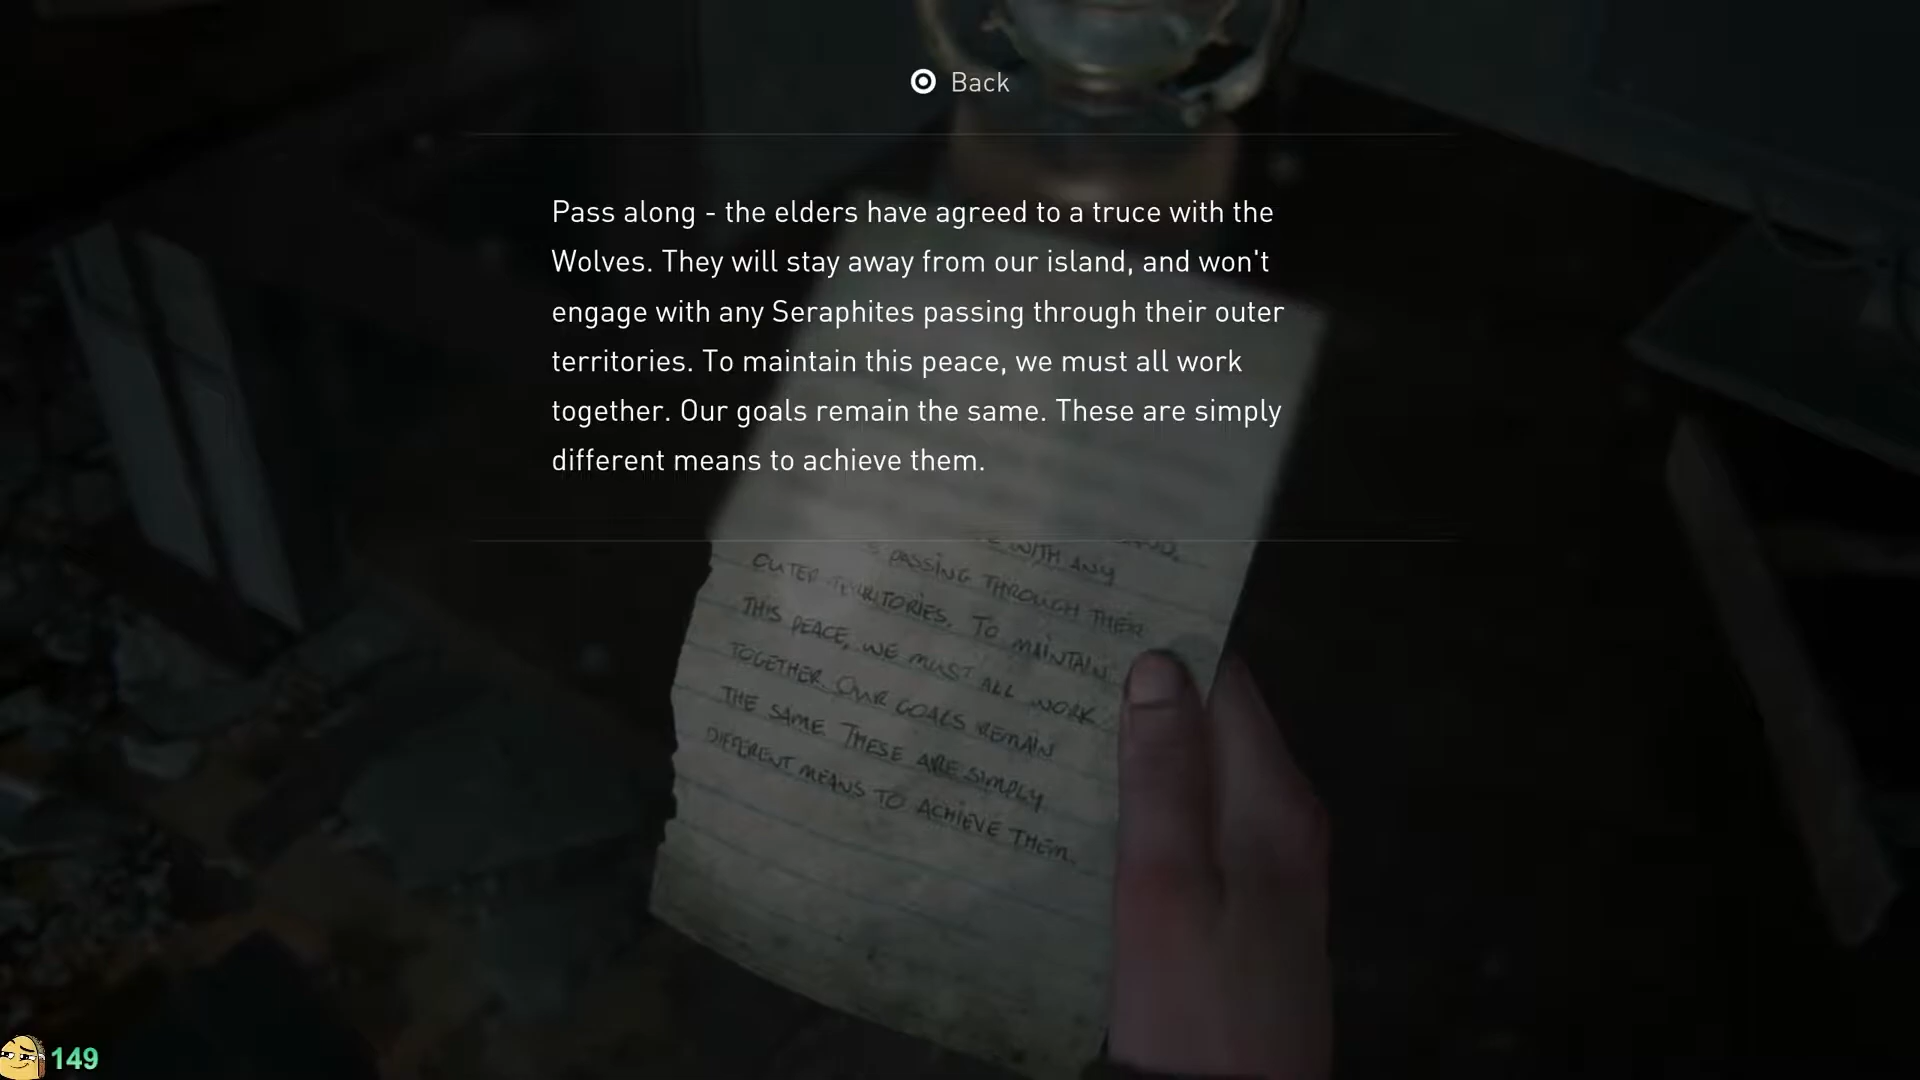 Back
Pass along - the elders have agreed to a truce with the
Wolves. They will stay away from our island, and won't
engage with any Seraphites passing through their outer
territories. To maintain this peace, we must all work
together. Our goals remain the same. These are simply
different means to achieve them.
WITH ANY
PASSING THROUGH THEIR
OUTER TERRITORIES. TO MAINTAIN
THIS PEACE, WE MUST ALL WORK
TOGETHER. OUR GOALS REMAIN
THE SAME THESE ARE SIMPLY
DIFFERENT MEANS TO ACHIEVE THEM.
149